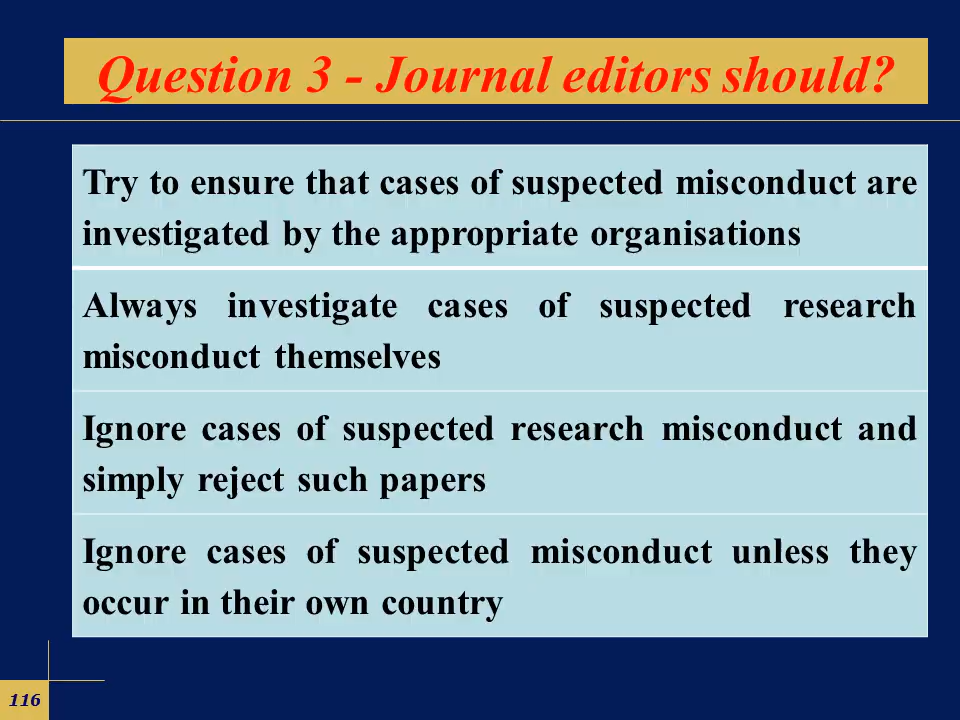 Question 3 - Journal editors should?
Try to ensure that cases of suspected misconduct are
investigated by the appropriate organisations
Always investigate cases of suspected research
misconduct themselves
Ignore cases of suspected research misconduct and
simply reject such papers
Ignore cases of suspected misconduct unless they
occur in their own country
116